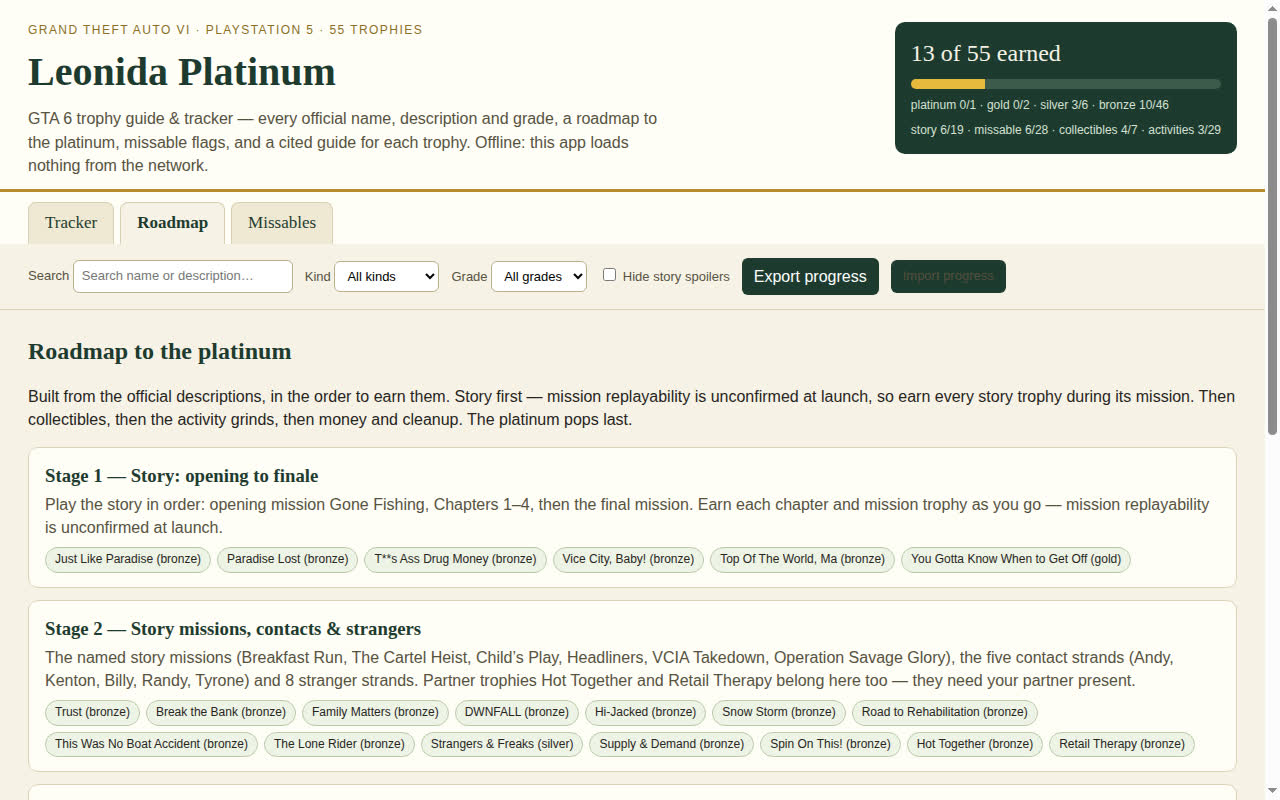 GRAND THEFT AUTO VI · PLAYSTATION 5 · 55 TROPHIES
Leonida Platinum
GTA 6 trophy guide & tracker — every official name, description and grade, a roadmap to
the platinum, missable flags, and a cited guide for each trophy. Offline: this app loads
nothing from the network.
13 of 55 earned
platinum 0/1 · gold 0/2 · silver 3/6 · bronze 10/46
story 6/19 · missable 6/28 · collectibles 4/7 · activities 3/29
Tracker Roadmap Missables
Search Search name or description… Kind All kinds Grade All grades Hide story spoilers Export progress Import progress
Roadmap to the platinum
Built from the official descriptions, in the order to earn them. Story first — mission replayability is unconfirmed at launch, so earn every story trophy during its mission. Then
collectibles, then the activity grinds, then money and cleanup. The platinum pops last.
Stage 1 — Story: opening to finale
Play the story in order: opening mission Gone Fishing, Chapters 1–4, then the final mission. Earn each chapter and mission trophy as you go — mission replayability
is unconfirmed at launch.
Just Like Paradise (bronze) Paradise Lost (bronze) T**s Ass Drug Money (bronze) Vice City, Baby! (bronze) Top Of The World, Ma (bronze) You Gotta Know When to Get Off (gold)
Stage 2 — Story missions, contacts & strangers
The named story missions (Breakfast Run, The Cartel Heist, Child’s Play, Headliners, VCIA Takedown, Operation Savage Glory), the five contact strands (Andy,
Kenton, Billy, Randy, Tyrone) and 8 stranger strands. Partner trophies Hot Together and Retail Therapy belong here too — they need your partner present.
Trust (bronze) Break the Bank (bronze) Family Matters (bronze) DWNFALL (bronze) Hi-Jacked (bronze) Snow Storm (bronze) Road to Rehabilitation (bronze)
This Was No Boat Accident (bronze) The Lone Rider (bronze) Strangers & Freaks (silver) Supply & Demand (bronze) Spin On This! (bronze) Hot Together (bronze) Retail Therapy (bronze)